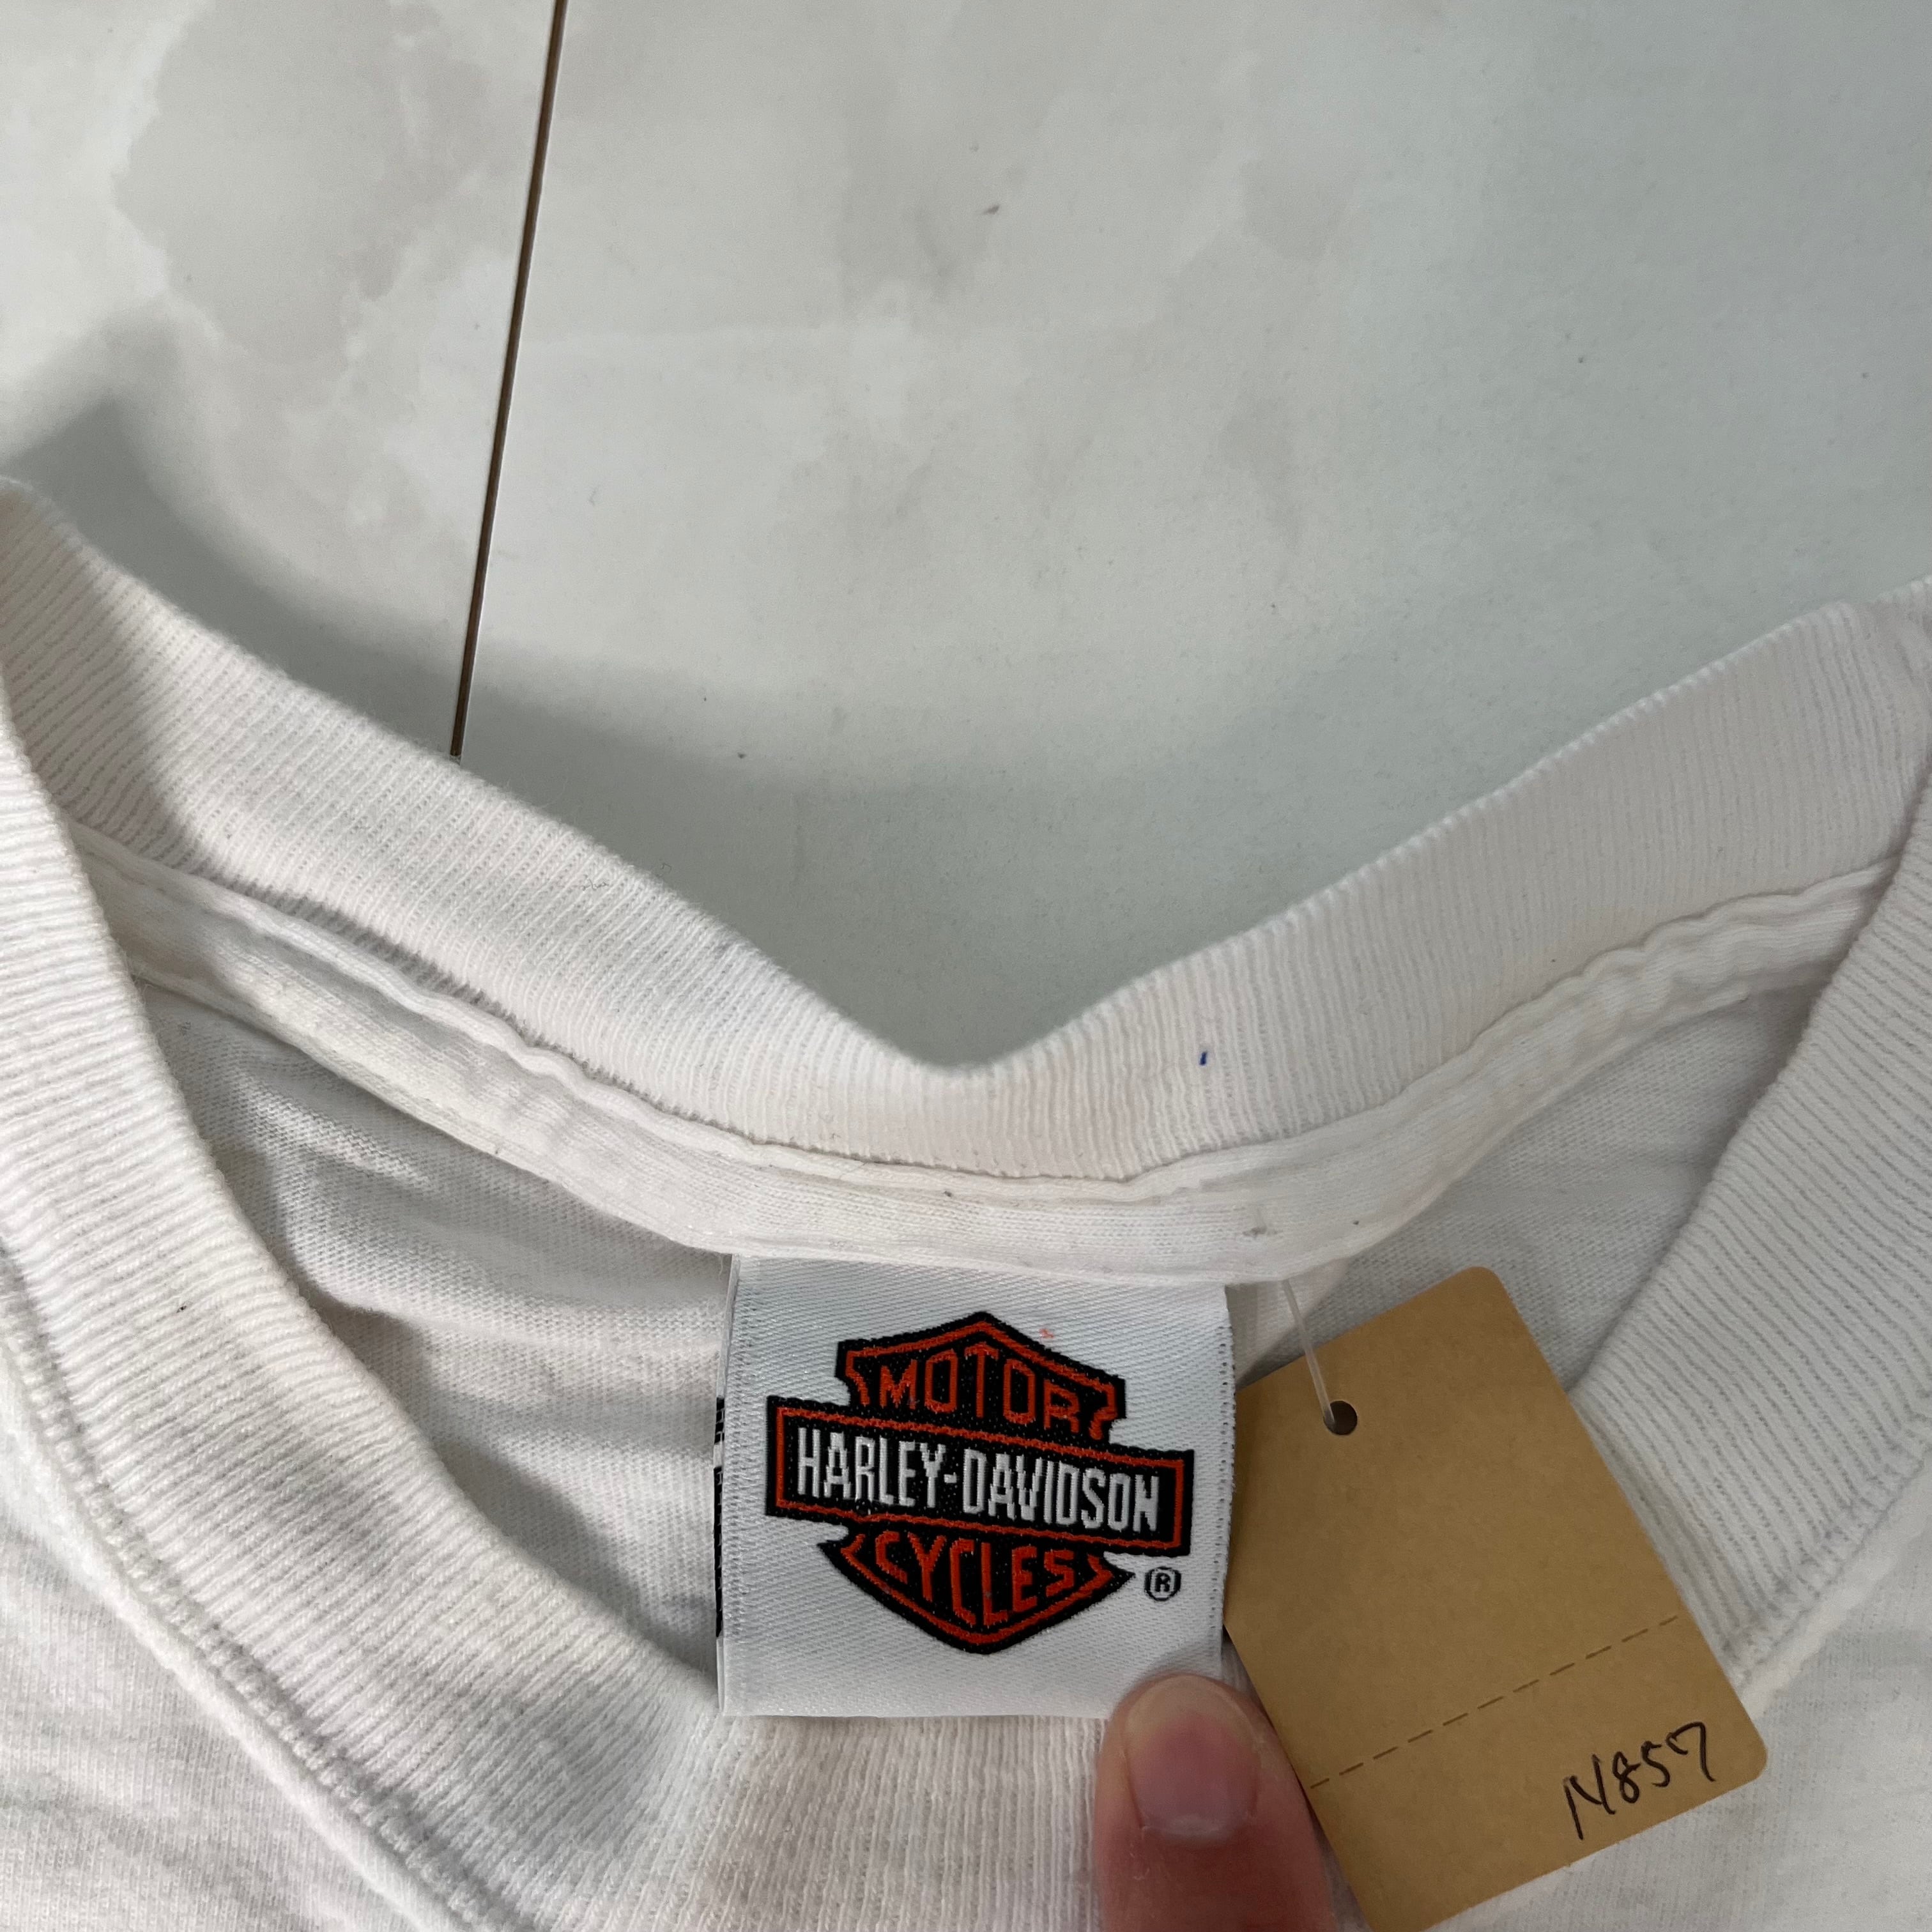 MOTOR
HARLEY-DAVIDSON
CYCLES
®
N857